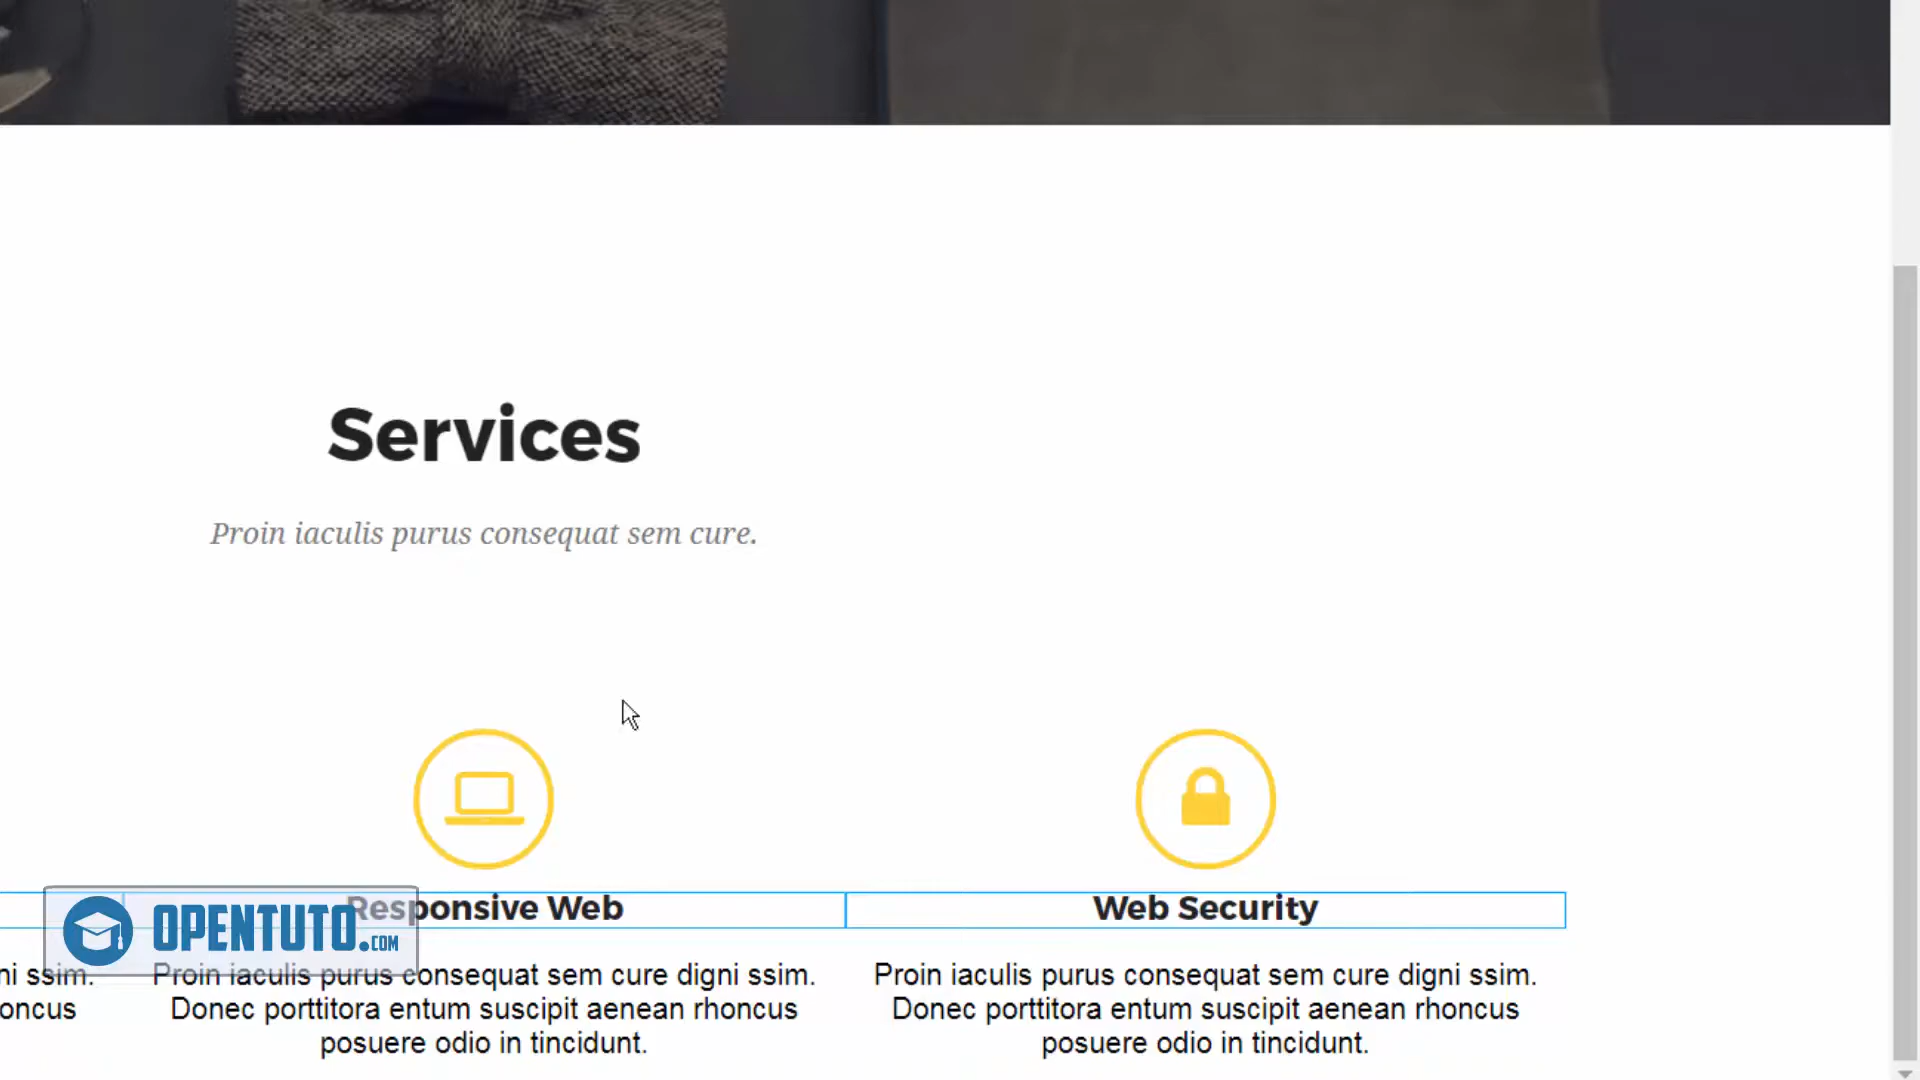 Services
Proin iaculis purus consequat sem cure.
Responsive Web
Web Security
OPENTUTO.COM
ni ssim.
oncus
Proin iaculis purus consequat sem cure digni ssim.
Donec porttitora entum suscipit aenean rhoncus
posuere odio in tincidunt.
Proin iaculis purus consequat sem cure digni ssim.
Donec porttitora entum suscipit aenean rhoncus
posuere odio in tincidunt.